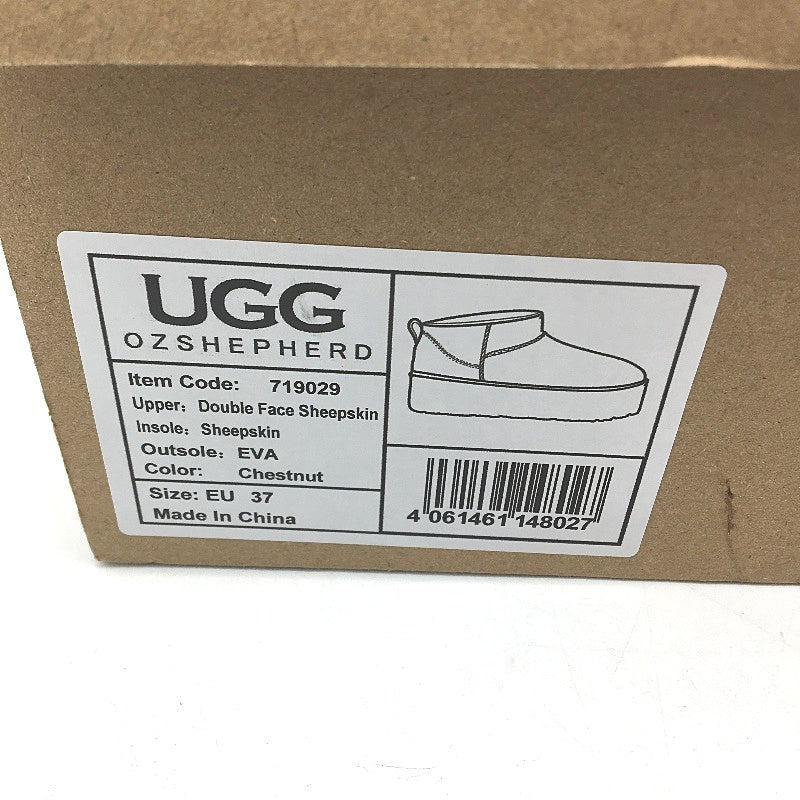 UGG
OZSHEPHERD
Item Code: 719029
Upper: Double Face Sheepskin
Insole: Sheepskin
Outsole: EVA
Color: Chestnut
Size: EU 37
Made In China
4 061461 148027